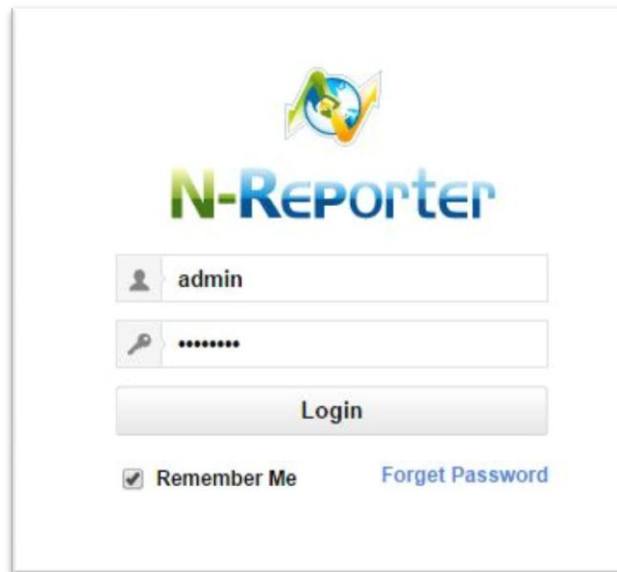 N-Reporter
admin
••••••••
Login
Remember Me
Forget Password